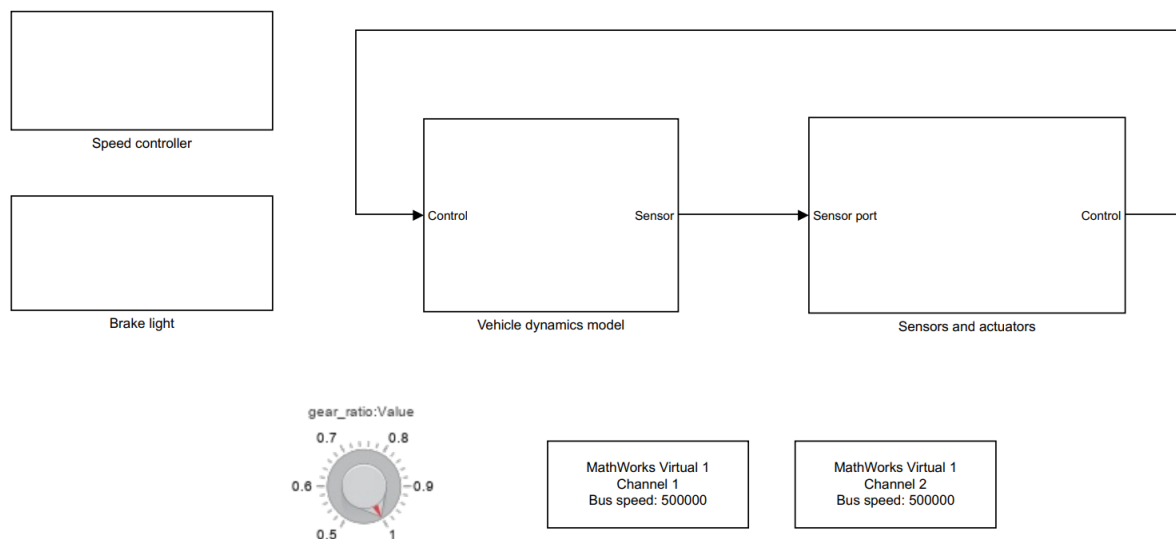 Speed controller
Control
Sensor
Sensor port
Control
Brake light
Vehicle dynamics model
Sensors and actuators
gear_ratio:Value
0.7
0.8
0.6
0.9
0.5
1
MathWorks Virtual 1
Channel 1
Bus speed: 500000
MathWorks Virtual 1
Channel 2
Bus speed: 500000